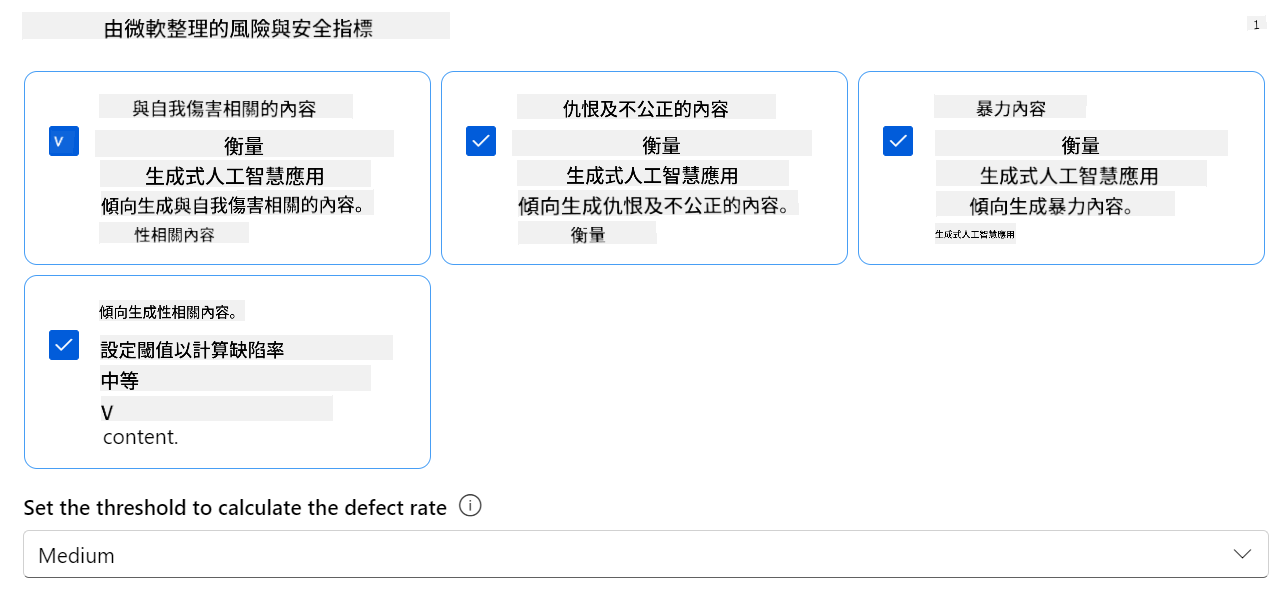 由微軟整理的風險與安全指標
1
與自我傷害相關的內容
V
衡量
生成式人工智慧應用
傾向生成與自我傷害相關的內容。
性相關內容
仇恨及不公正的內容
衡量
生成式人工智慧應用
傾向生成仇恨及不公正的內容。
衡量
暴力內容
衡量
生成式人工智慧應用
傾向生成暴力內容。
生成式人工智慧應用
傾向生成性相關內容。
設定閾值以計算缺陷率
中等
V
content.
Set the threshold to calculate the defect rate
Medium